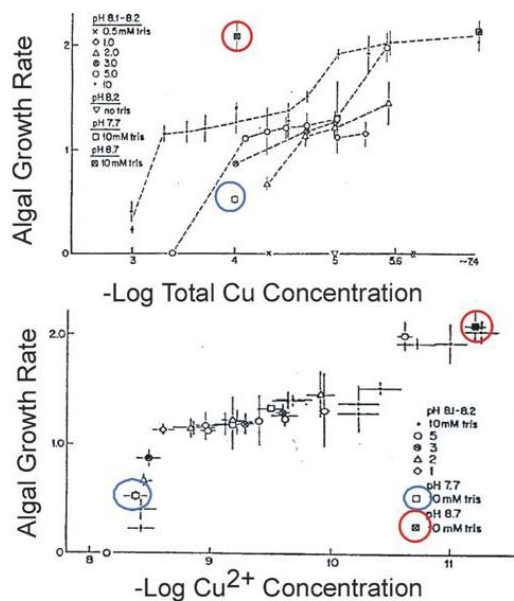 Algal Growth Rate
2
1
0
pH 8.1-8.2
× 0.5mM tris
◊ 1.0
△ 2.0
3.0
○ 5.0
· 10
pH 8.2
▽ no tris
pH 7.7
□ 10mM tris
pH 8.7
⊠ 10mM tris
3 4 5 5.6 ~7.4
-Log Total Cu Concentration
Algal Growth Rate
2.0
1.0
0.0
pH 8.1-8.2
· 10mM tris
○ 5
3
△ 2
◊ 1
pH 7.7
0mM tris
pH 8.7
0mM tris
8 9 10 11
-Log Cu2+ Concentration